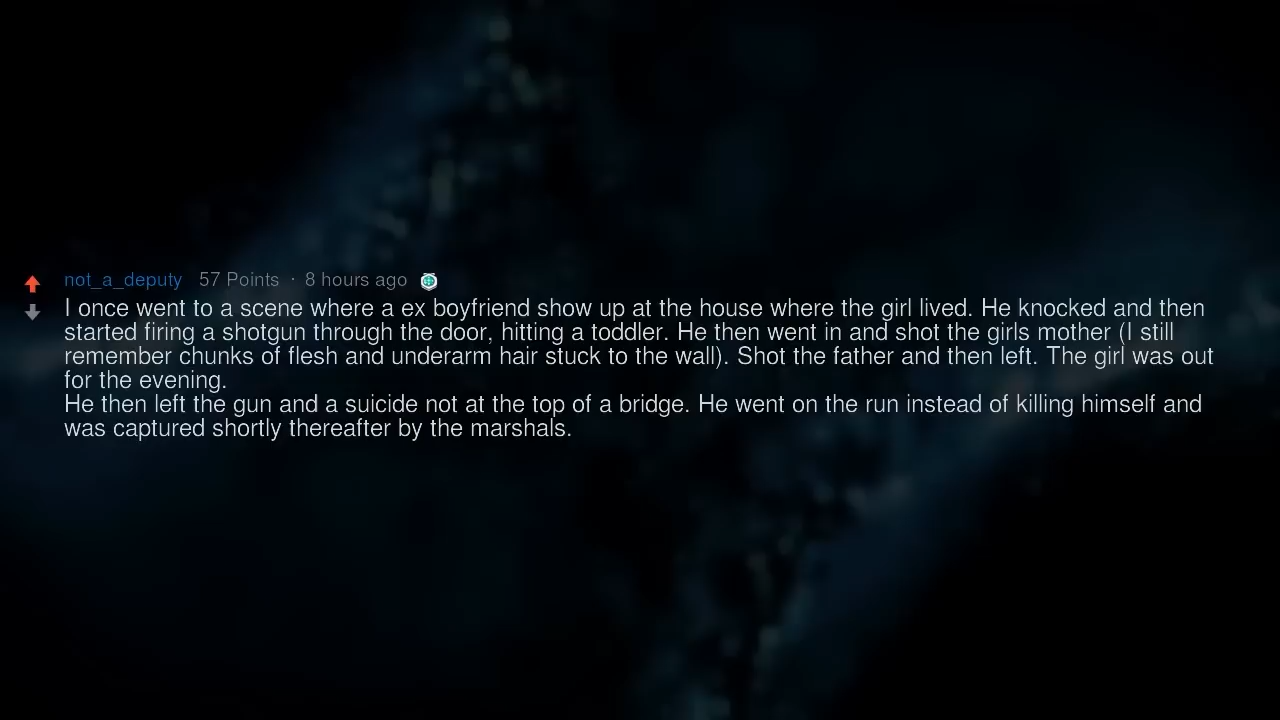 not_a_deputy 57 Points · 8 hours ago
I once went to a scene where a ex boyfriend show up at the house where the girl lived. He knocked and then
started firing a shotgun through the door, hitting a toddler. He then went in and shot the girls mother (I still
remember chunks of flesh and underarm hair stuck to the wall). Shot the father and then left. The girl was out
for the evening.
He then left the gun and a suicide not at the top of a bridge. He went on the run instead of killing himself and
was captured shortly thereafter by the marshals.